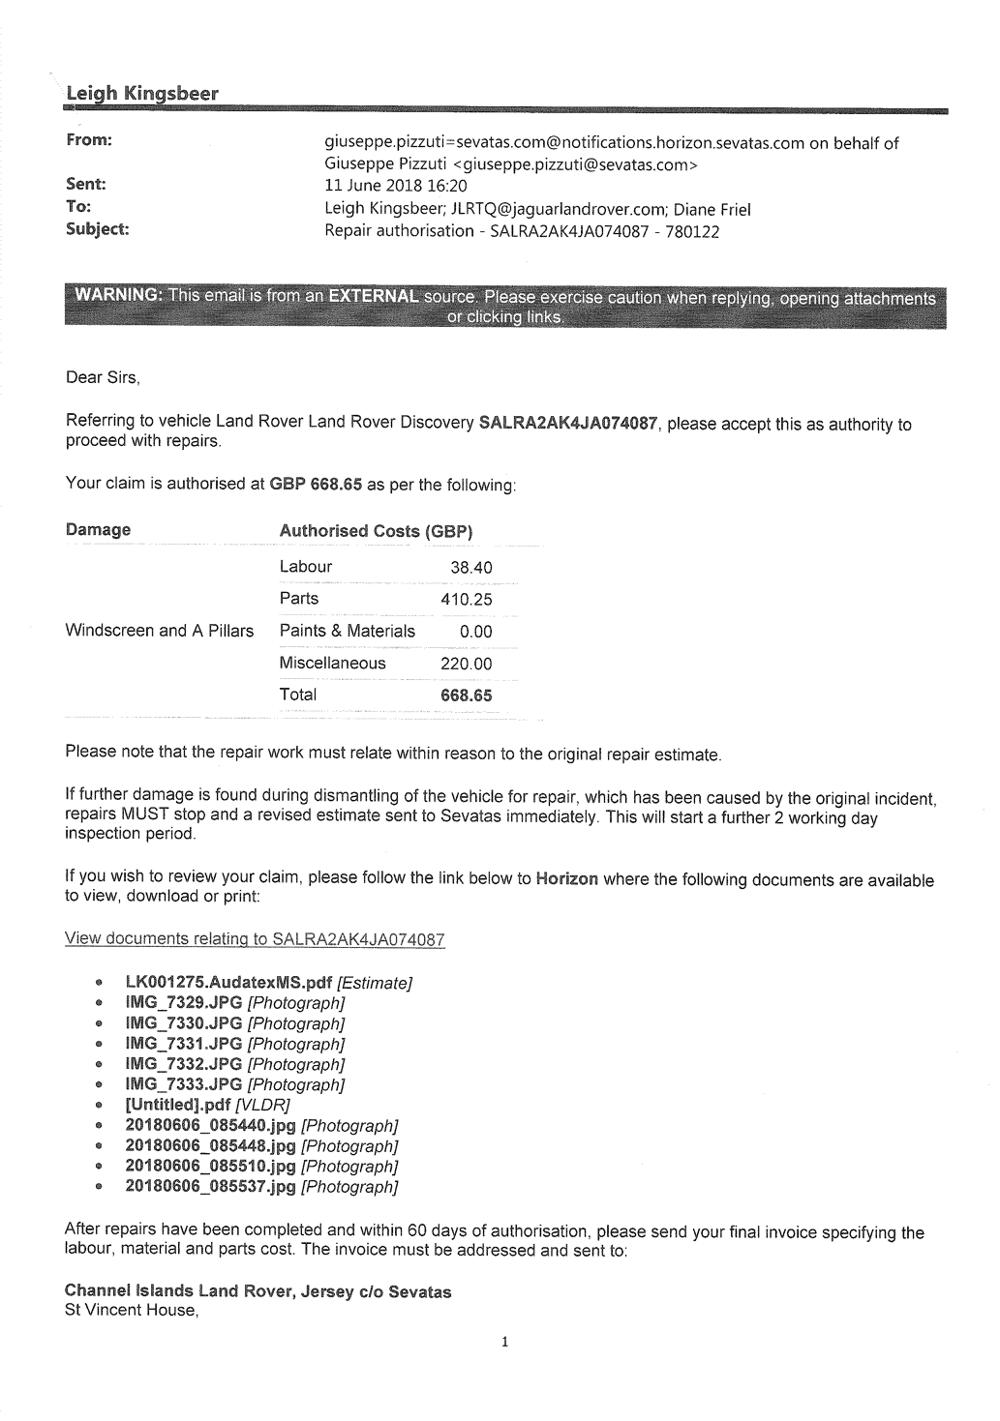 Leigh Kingsbeer
From: giuseppe.pizzuti=sevatas.com@notifications.horizon.sevatas.com on behalf of
Giuseppe Pizzuti <giuseppe.pizzuti@sevatas.com>
Sent: 11 June 2018 16:20
To: Leigh Kingsbeer; JLRTQ@jaguarlandrover.com; Diane Friel
Subject: Repair authorisation - SALRA2AK4JA074087 - 780122
WARNING: This email is from an EXTERNAL source. Please exercise caution when replying, opening attachments
or clicking links.
Dear Sirs,
Referring to vehicle Land Rover Land Rover Discovery SALRA2AK4JA074087, please accept this as authority to
proceed with repairs.
Your claim is authorised at GBP 668.65 as per the following:
Damage Authorised Costs (GBP)
Labour 38.40
Parts 410.25
Windscreen and A Pillars Paints & Materials 0.00
Miscellaneous 220.00
Total 668.65
Please note that the repair work must relate within reason to the original repair estimate.
If further damage is found during dismantling of the vehicle for repair, which has been caused by the original incident,
repairs MUST stop and a revised estimate sent to Sevatas immediately. This will start a further 2 working day
inspection period.
If you wish to review your claim, please follow the link below to Horizon where the following documents are available
to view, download or print:
View documents relating to SALRA2AK4JA074087
• LK001275.AudatexMS.pdf [Estimate]
• IMG_7329.JPG [Photograph]
• IMG_7330.JPG [Photograph]
• IMG_7331.JPG [Photograph]
• IMG_7332.JPG [Photograph]
• IMG_7333.JPG [Photograph]
• [Untitled].pdf [VLDR]
• 20180606_085440.jpg [Photograph]
• 20180606_085448.jpg [Photograph]
• 20180606_085510.jpg [Photograph]
• 20180606_085537.jpg [Photograph]
After repairs have been completed and within 60 days of authorisation, please send your final invoice specifying the
labour, material and parts cost. The invoice must be addressed and sent to:
Channel Islands Land Rover, Jersey c/o Sevatas
St Vincent House,
1